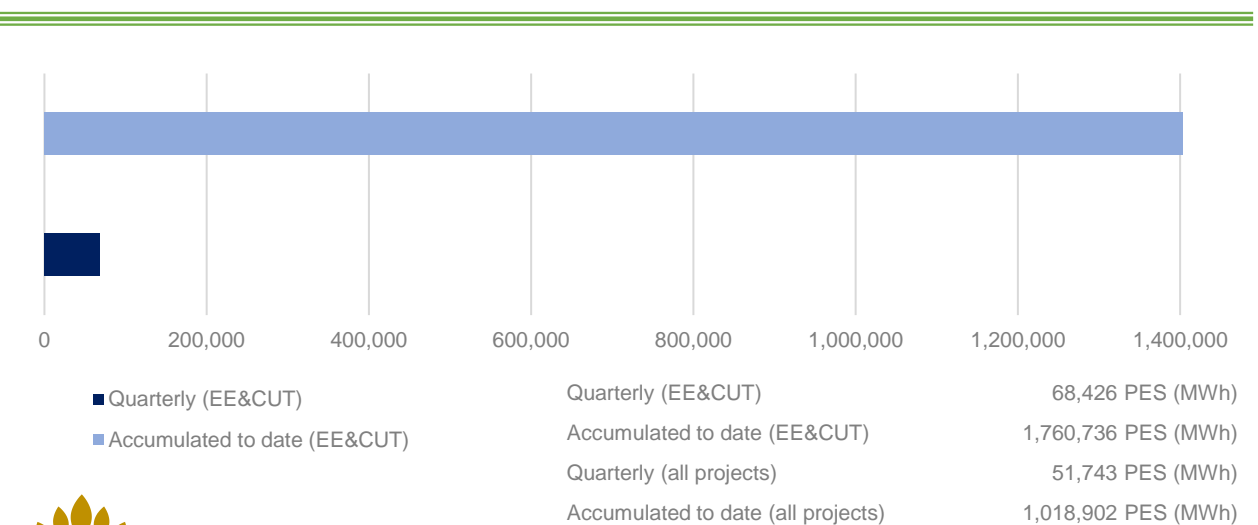 0 200,000 400,000 600,000 800,000 1,000,000 1,200,000 1,400,000
Quarterly (EE&CUT)
Accumulated to date (EE&CUT)
Quarterly (EE&CUT) 68,426 PES (MWh)
Accumulated to date (EE&CUT) 1,760,736 PES (MWh)
Quarterly (all projects) 51,743 PES (MWh)
Accumulated to date (all projects) 1,018,902 PES (MWh)